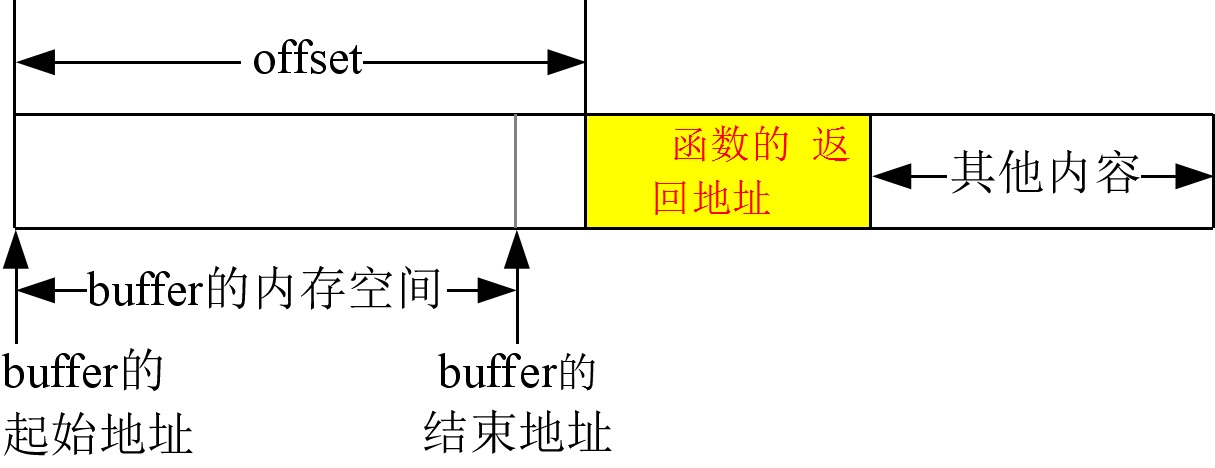 offset
函数的 返
回地址
其他内容
buffer的内存空间
buffer的
起始地址
buffer的
结束地址